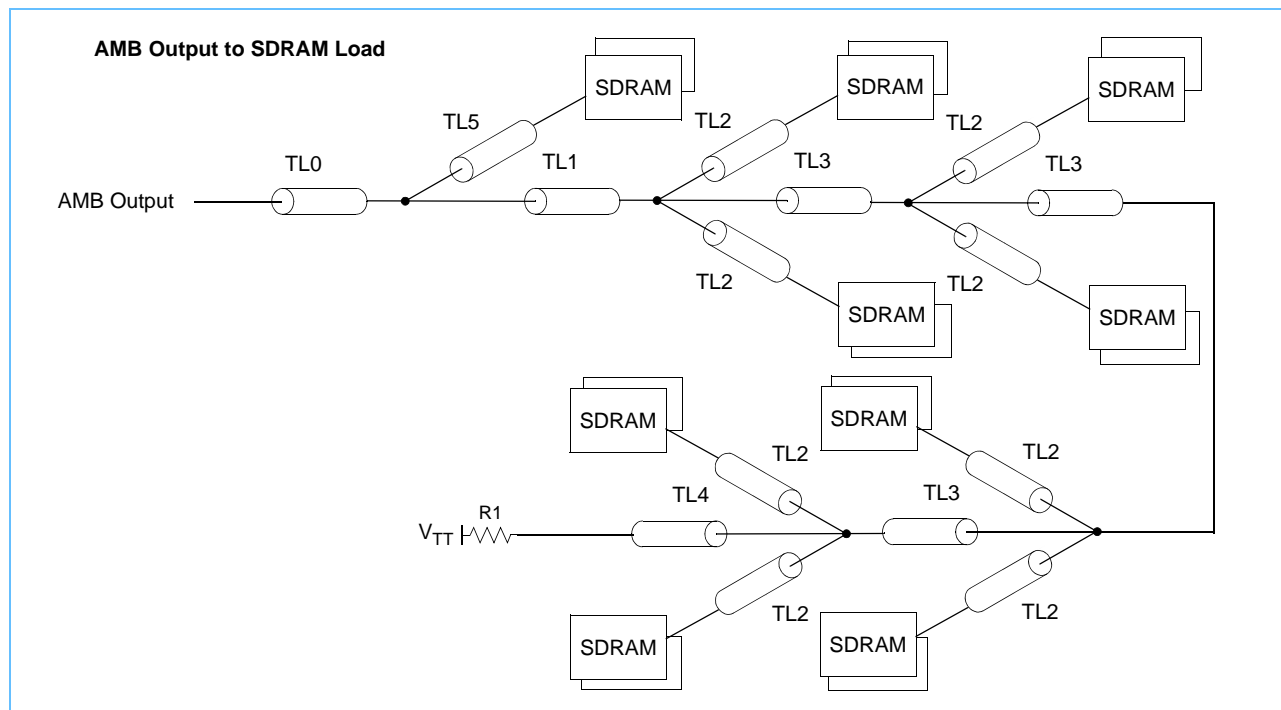 AMB Output to SDRAM Load
SDRAM
SDRAM
SDRAM
TL5
TL2
TL2
TL0
TL1
TL3
TL3
AMB Output
TL2
TL2
SDRAM
SDRAM
SDRAM
SDRAM
TL2
TL2
TL4
TL3
R1
VTT
TL2
TL2
SDRAM
SDRAM